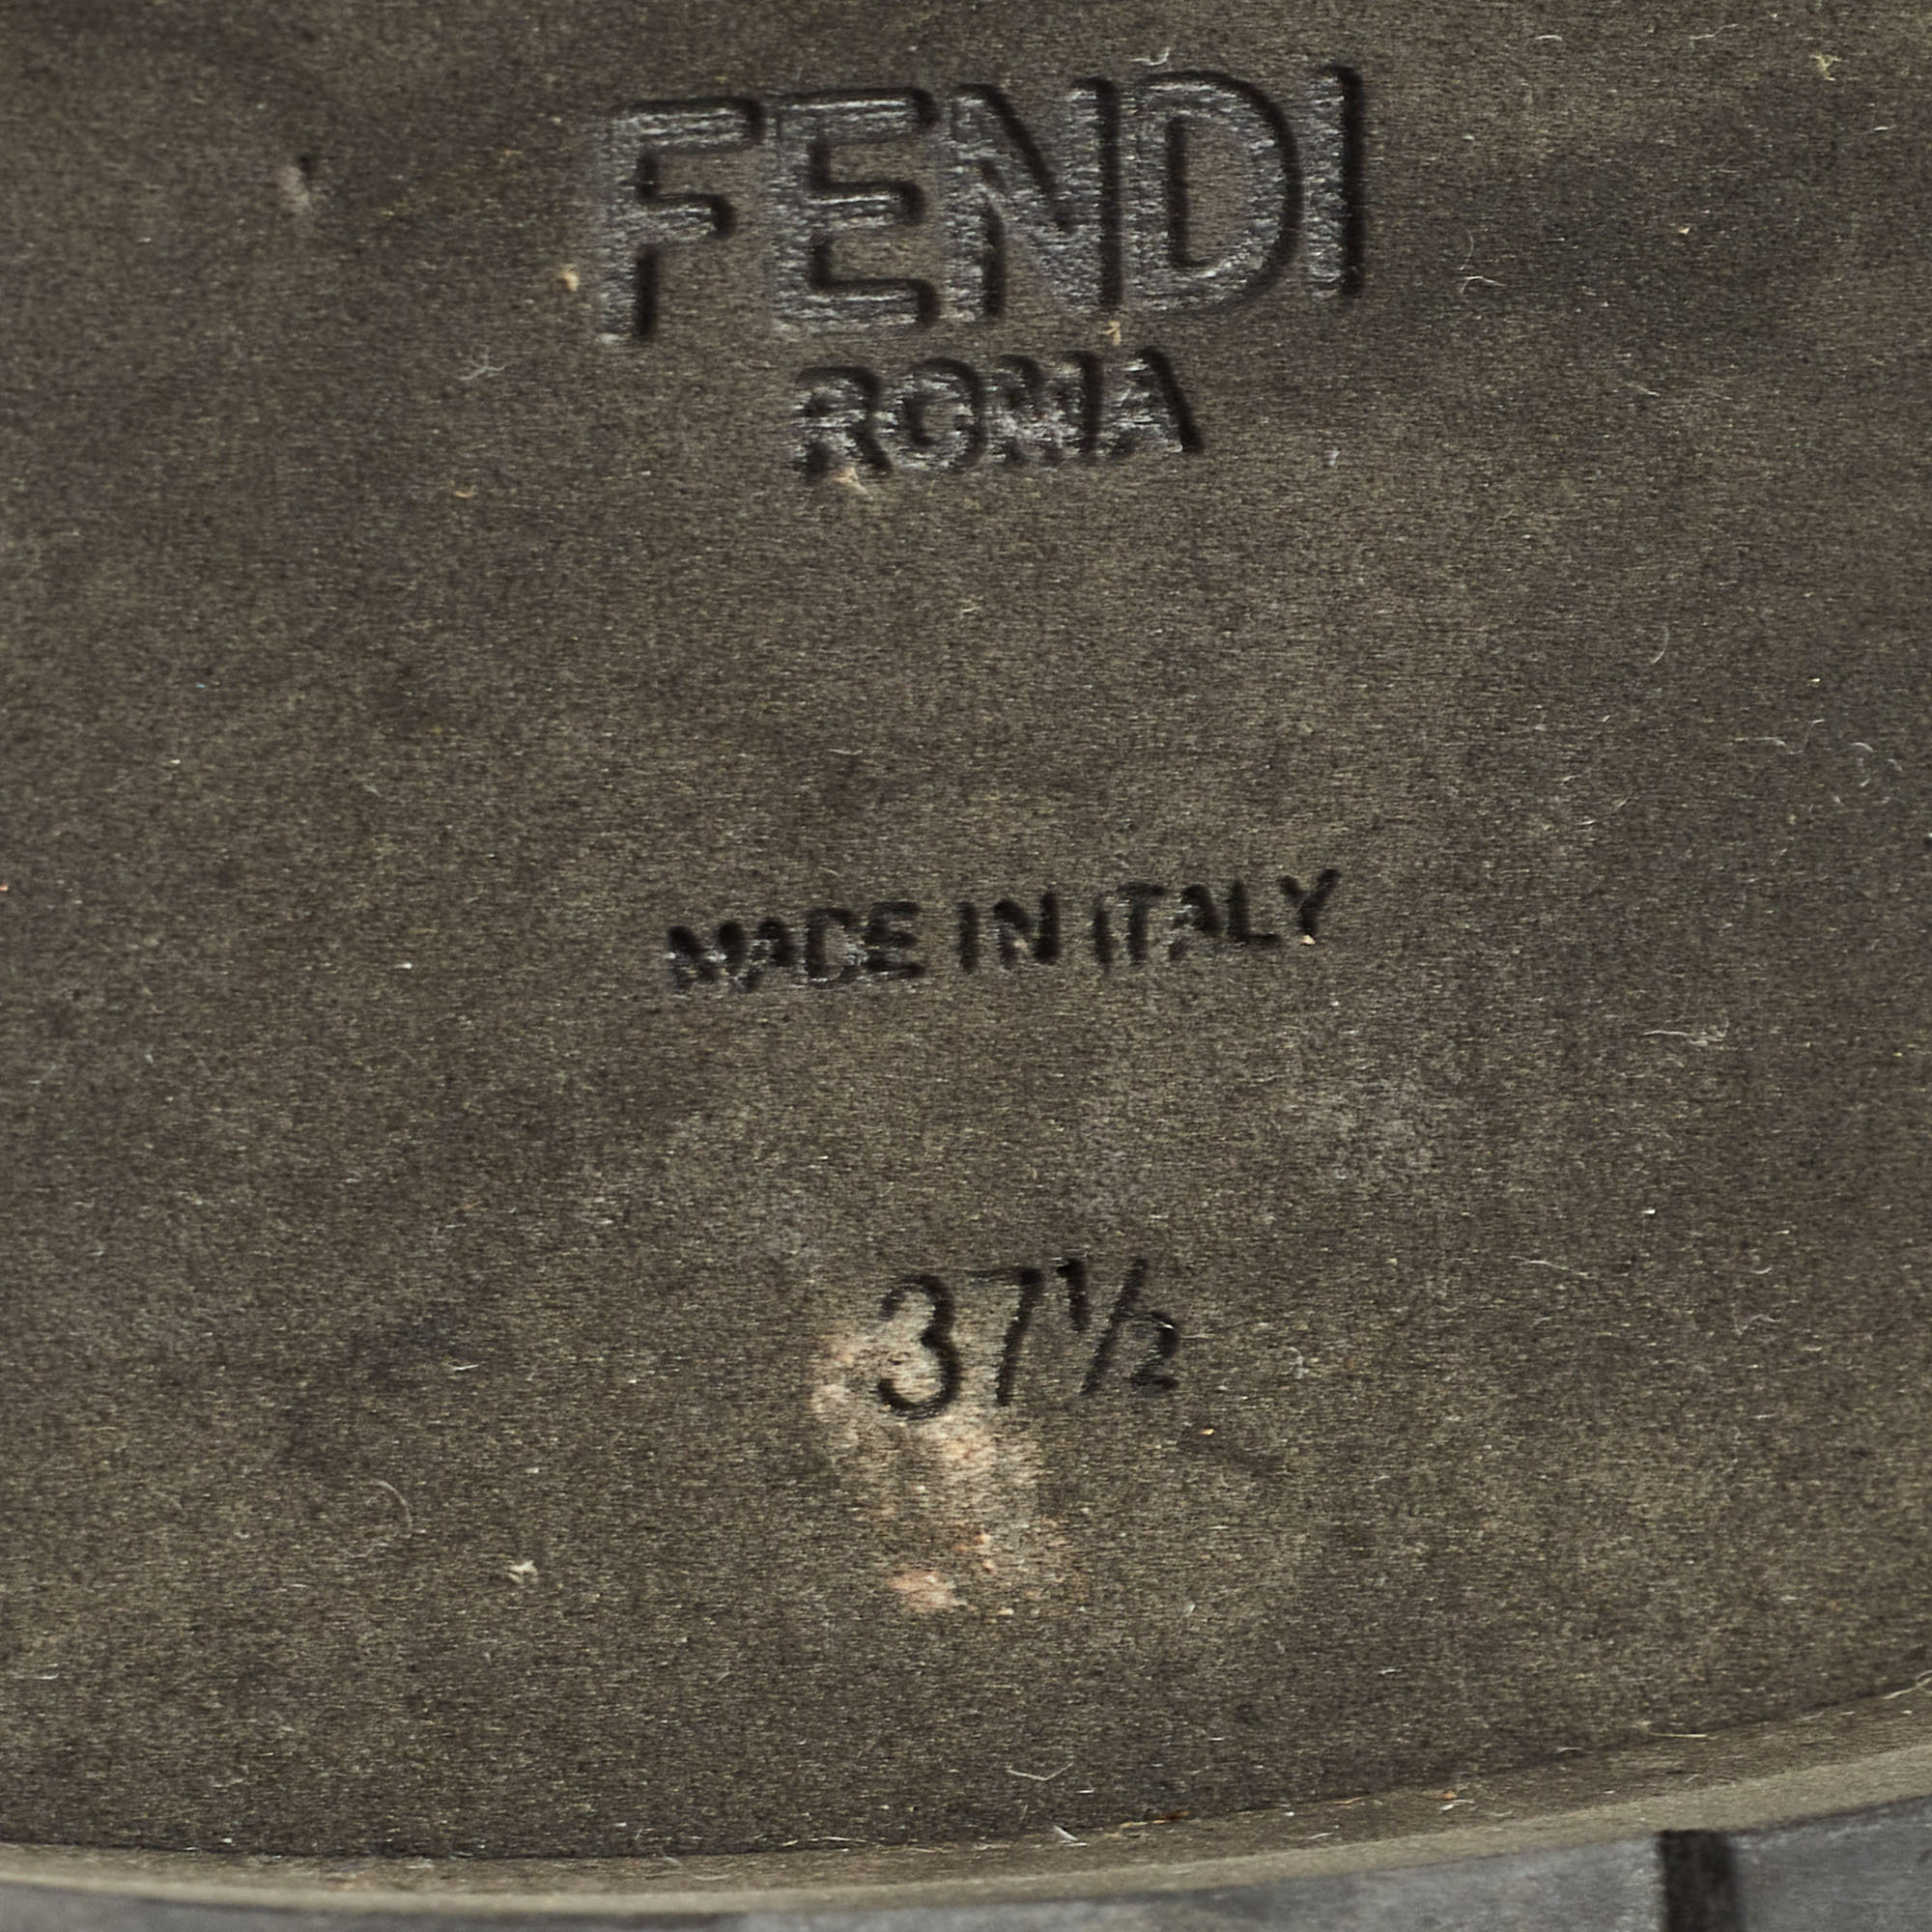 FENDI
ROMA
MADE IN ITALY
37½